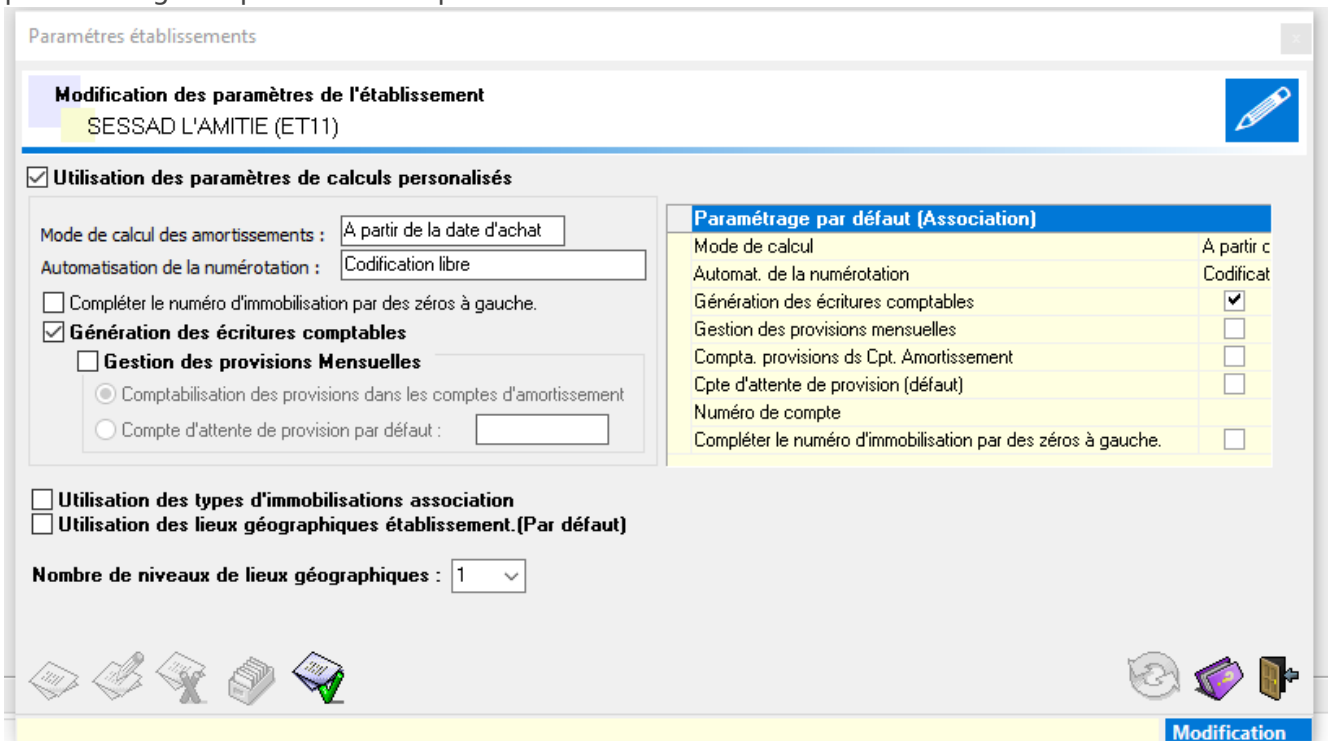 Paramétres établissements
Modification des paramètres de l'établissement
SESSAD L'AMITIE (ET11)
Utilisation des paramètres de calculs personalisés
Mode de calcul des amortissements : A partir de la date d'achat
Automatisation de la numérotation : Codification libre
Compléter le numéro d'immobilisation par des zéros à gauche.
Génération des écritures comptables
Gestion des provisions Mensuelles
Comptabilisation des provisions dans les comptes d'amortissement
Compte d'attente de provision par défaut :
Paramétrage par défaut (Association)
Mode de calcul A partir d
Automat. de la numérotation Codificat
Génération des écritures comptables
Gestion des provisions mensuelles
Compta. provisions ds Cpt. Amortissement
Cpte d'attente de provision (défaut)
Numéro de compte
Compléter le numéro d'immobilisation par des zéros à gauche.
Utilisation des types d'immobilisations association
Utilisation des lieux géographiques établissement.(Par défaut)
Nombre de niveaux de lieux géographiques : 1
Modification